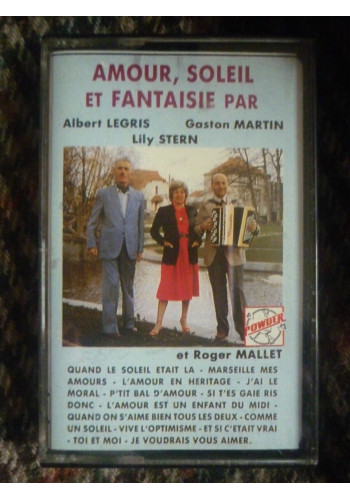 AMOUR, SOLEIL
ET FANTAISIE PAR
Albert LEGRIS Gaston MARTIN
Lily STERN
POWDER
et Roger MALLET
QUAND LE SOLEIL ETAIT LA - MARSEILLE MES
AMOURS - L'AMOUR EN HERITAGE - J'AI LE
MORAL - P'TIT BAL D'AMOUR - SI T'ES GAIE RIS
DONC - L'AMOUR EST UN ENFANT DU MIDI -
QUAND ON S'AIME BIEN TOUS LES DEUX - COMME
UN SOLEIL - VIVE L'OPTIMISME - ET SI C'ETAIT VRAI
- TOI ET MOI - JE VOUDRAIS VOUS AIMER.